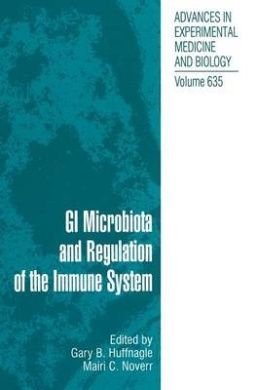 ADVANCES IN
EXPERIMENTAL
MEDICINE
AND BIOLOGY
Volume 635
GI Microbiota
and Regulation
of the Immune System
Edited by
Gary B. Huffnagle
Mairi C. Noverr